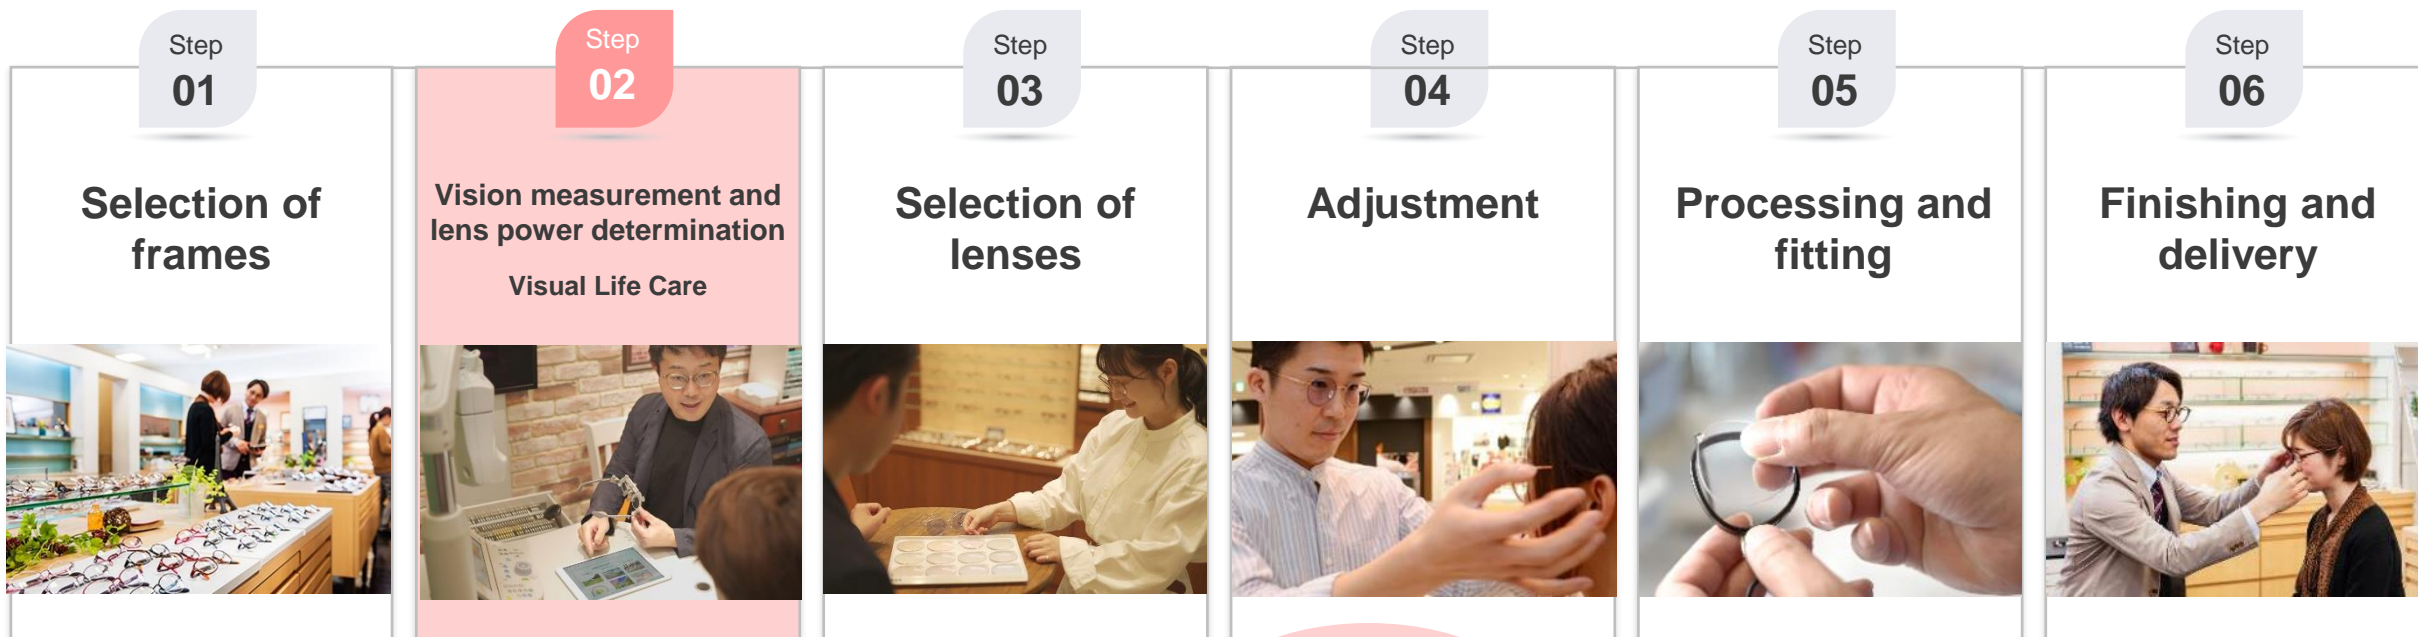 Step
01
Selection of
frames
Step
02
Vision measurement and
lens power determination
Visual Life Care
Step
03
Selection of
lenses
Step
04
Adjustment
Step
05
Processing and
fitting
Step
06
Finishing and
delivery